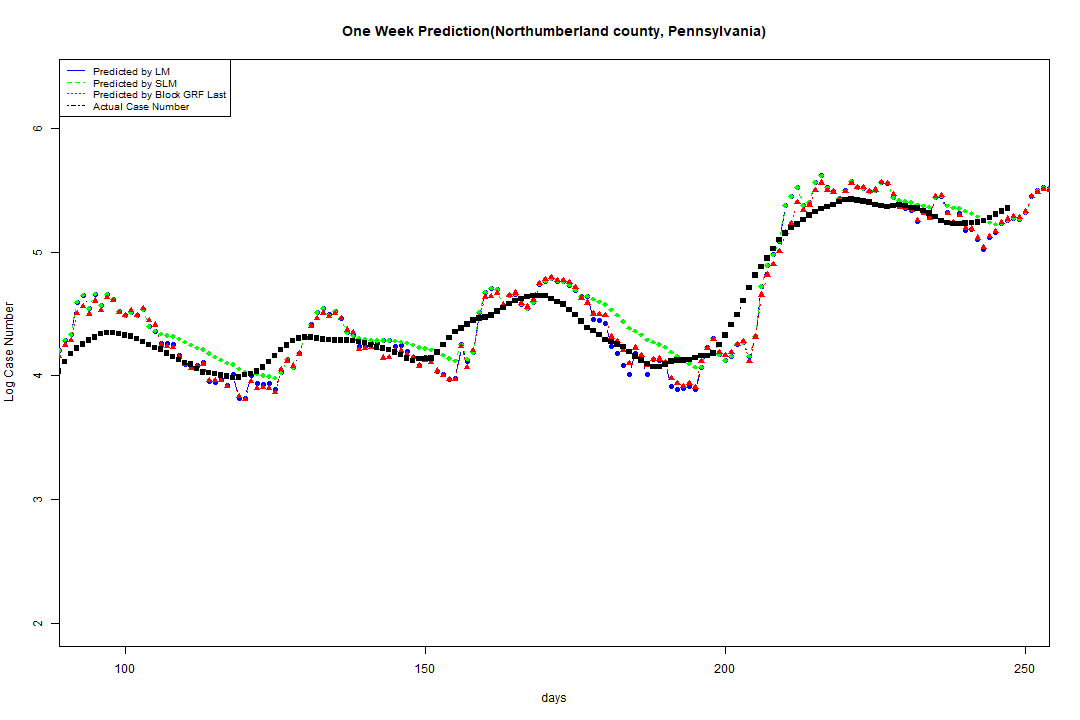 One Week Prediction(Northumberland county, Pennsylvania)
Predicted by LM
Predicted by SLM
Predicted by Block GRF Last
Actual Case Number
6
5
4
3
2
Log Case Number
100 150 200 250
days